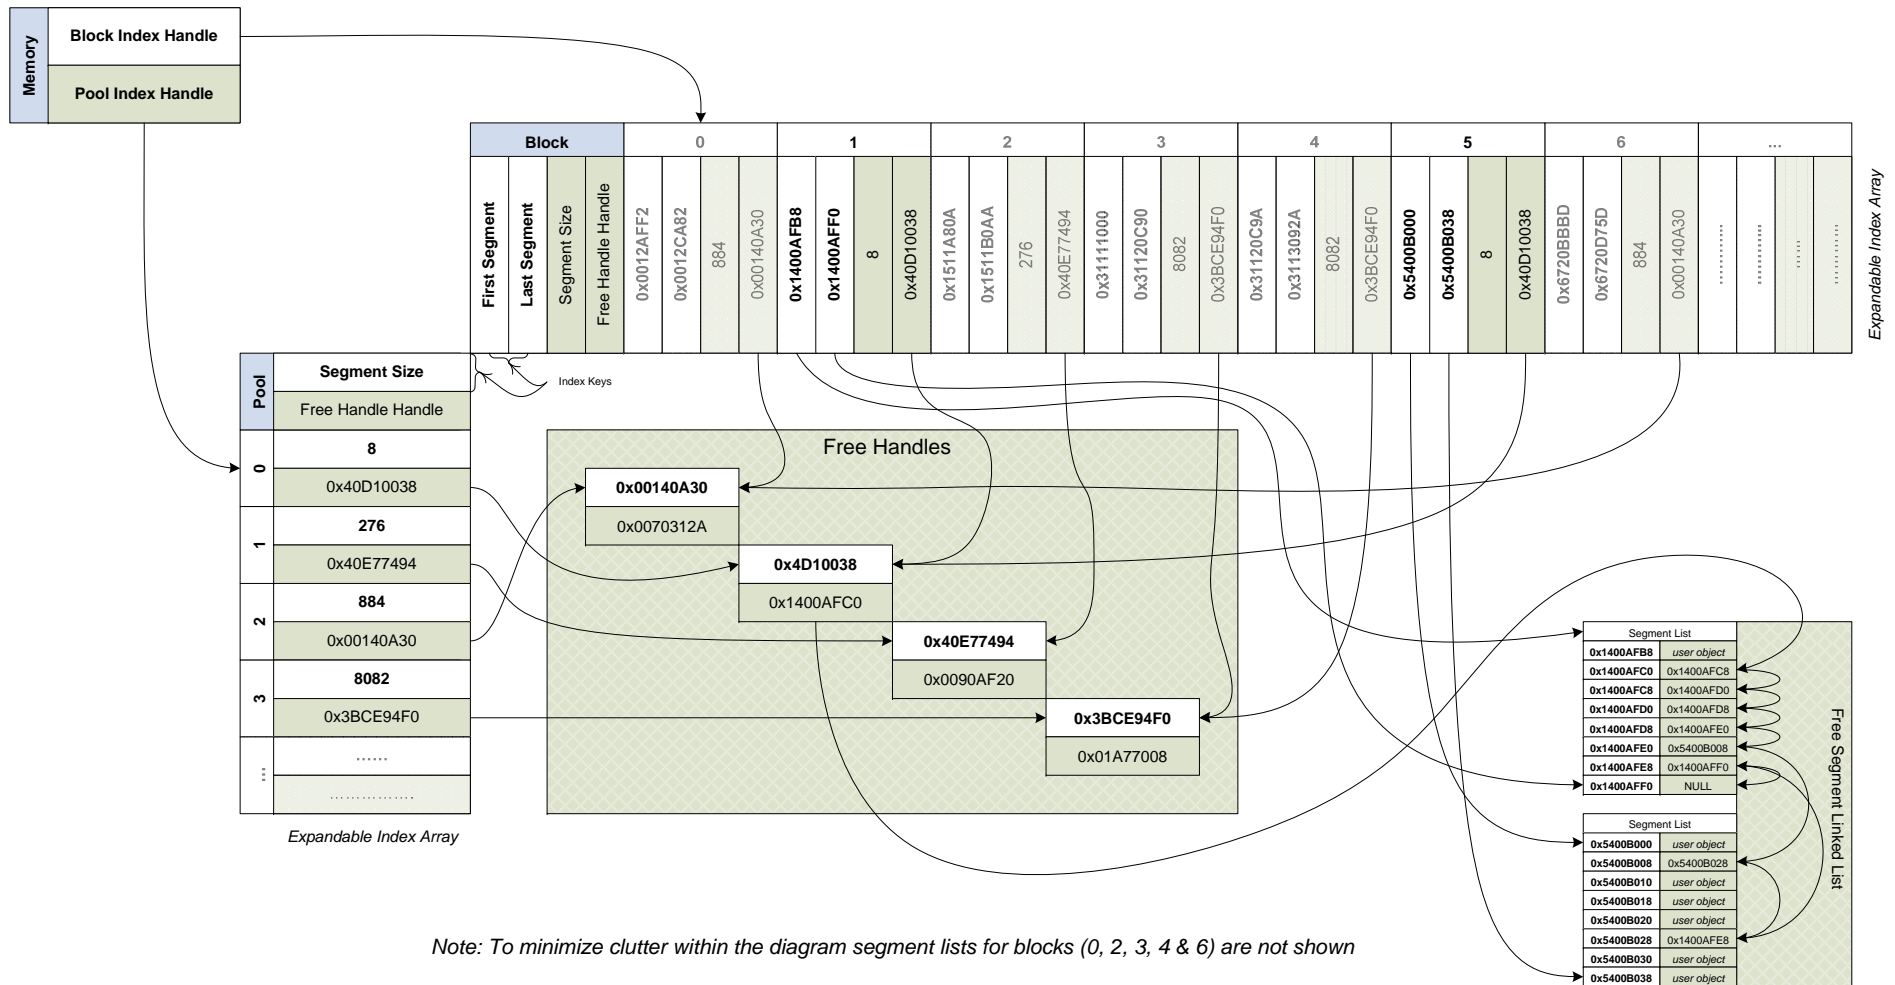 Memory
Block Index Handle
Pool Index Handle
Block 0 1 2 3 4 5 6 ...
First Segment
Last Segment
Segment Size
Free Handle Handle
0x0012AFF2
0x0012CA82
884
0x00140A30
0x1400AFB8
0x1400AFF0
8
0x40D10038
0x1511A80A
0x1511B0AA
276
0x40E77494
0x31111000
0x31120C90
8082
0x3BCE94F0
0x31120C9A
0x3113092A
8082
0x3BCE94F0
0x5400B000
0x5400B038
8
0x40D10038
0x6720BBBD
0x6720D75D
884
0x00140A30
............
............
......
............
Expandable Index Array
Pool
Segment Size
Free Handle Handle
Index Keys
0
8
0x40D10038
1
276
0x40E77494
2
884
0x00140A30
3
8082
0x3BCE94F0
...
......
...............
Expandable Index Array
Free Handles
0x00140A30
0x0070312A
0x4D10038
0x1400AFC0
0x40E77494
0x0090AF20
0x3BCE94F0
0x01A77008
Segment List
0x1400AFB8 user object
0x1400AFC0 0x1400AFC8
0x1400AFC8 0x1400AFD0
0x1400AFD0 0x1400AFD8
0x1400AFD8 0x1400AFE0
0x1400AFE0 0x5400B008
0x1400AFE8 0x1400AFF0
0x1400AFF0 NULL
Segment List
0x5400B000 user object
0x5400B008 0x5400B028
0x5400B010 user object
0x5400B018 user object
0x5400B020 user object
0x5400B028 0x1400AFE8
0x5400B030 user object
0x5400B038 user object
Free Segment Linked List
Note: To minimize clutter within the diagram segment lists for blocks (0, 2, 3, 4 & 6) are not shown